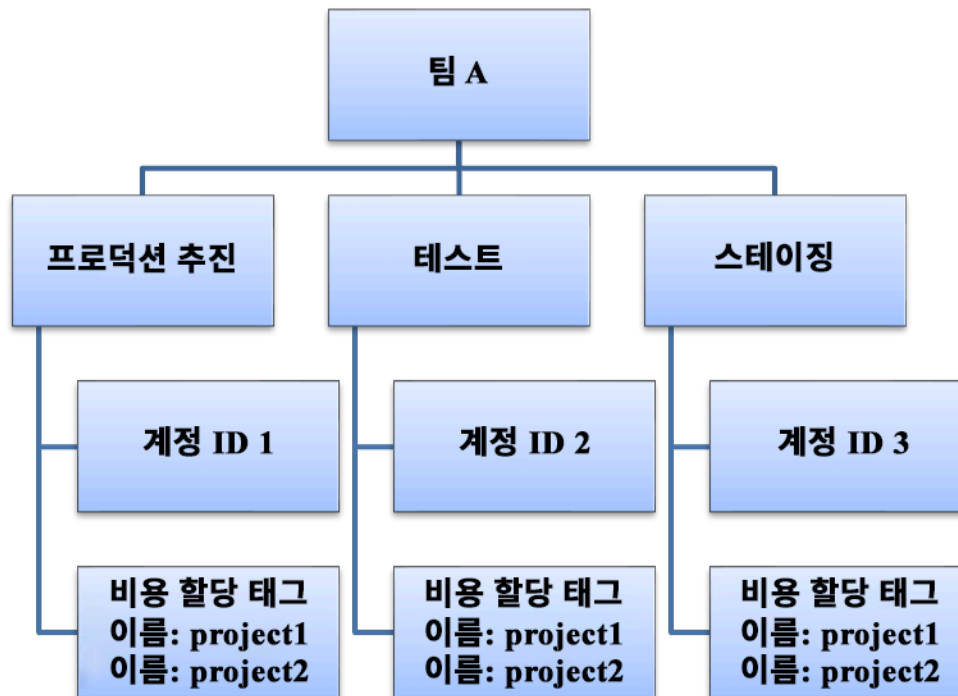 팀 A
프로덕션 추진
테스트
스테이징
계정 ID 1
계정 ID 2
계정 ID 3
비용 할당 태그
이름: project1
이름: project2
비용 할당 태그
이름: project1
이름: project2
비용 할당 태그
이름: project1
이름: project2